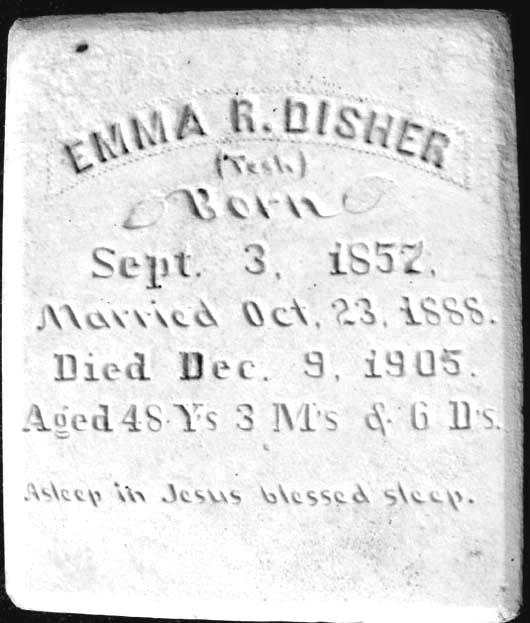 EMMA R. DISHER
(Tesh)
Born
Sept. 3, 1857.
Married Oct. 23, 1888.
Died Dec. 9, 1905.
Aged 48 Y's 3 M's & 6 D's.
Asleep in Jesus blessed sleep.